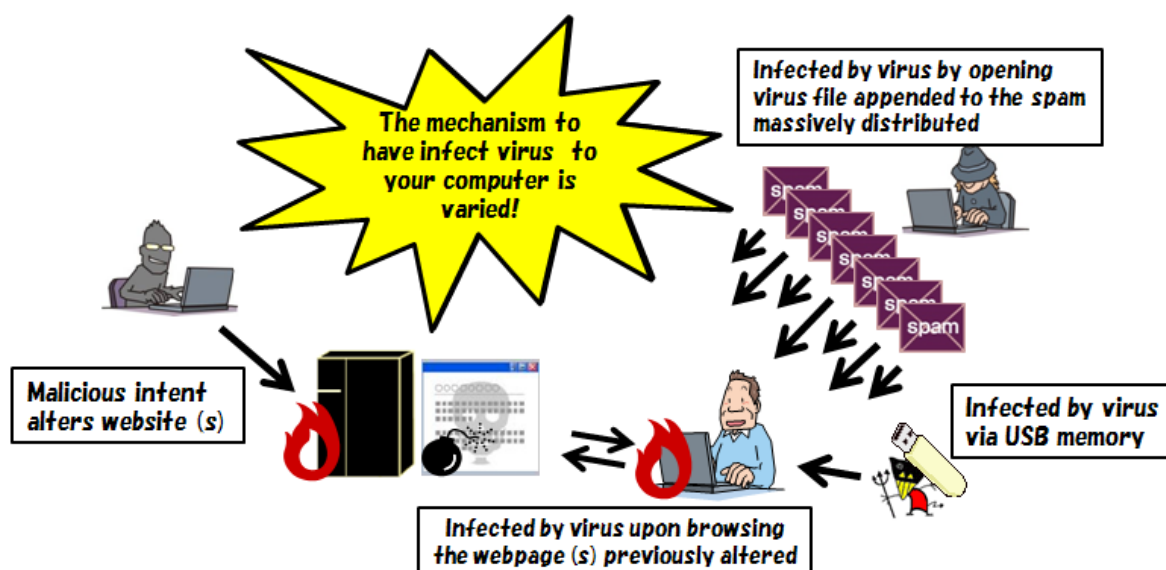 The mechanism to
have infect virus to
your computer is
varied!
Infected by virus by opening
virus file appended to the spam
massively distributed
spam
spam
spam
spam
spam
spam
spam
Malicious intent
alters website (s)
Infected by virus
via USB memory
Infected by virus upon browsing
the webpage (s) previously altered